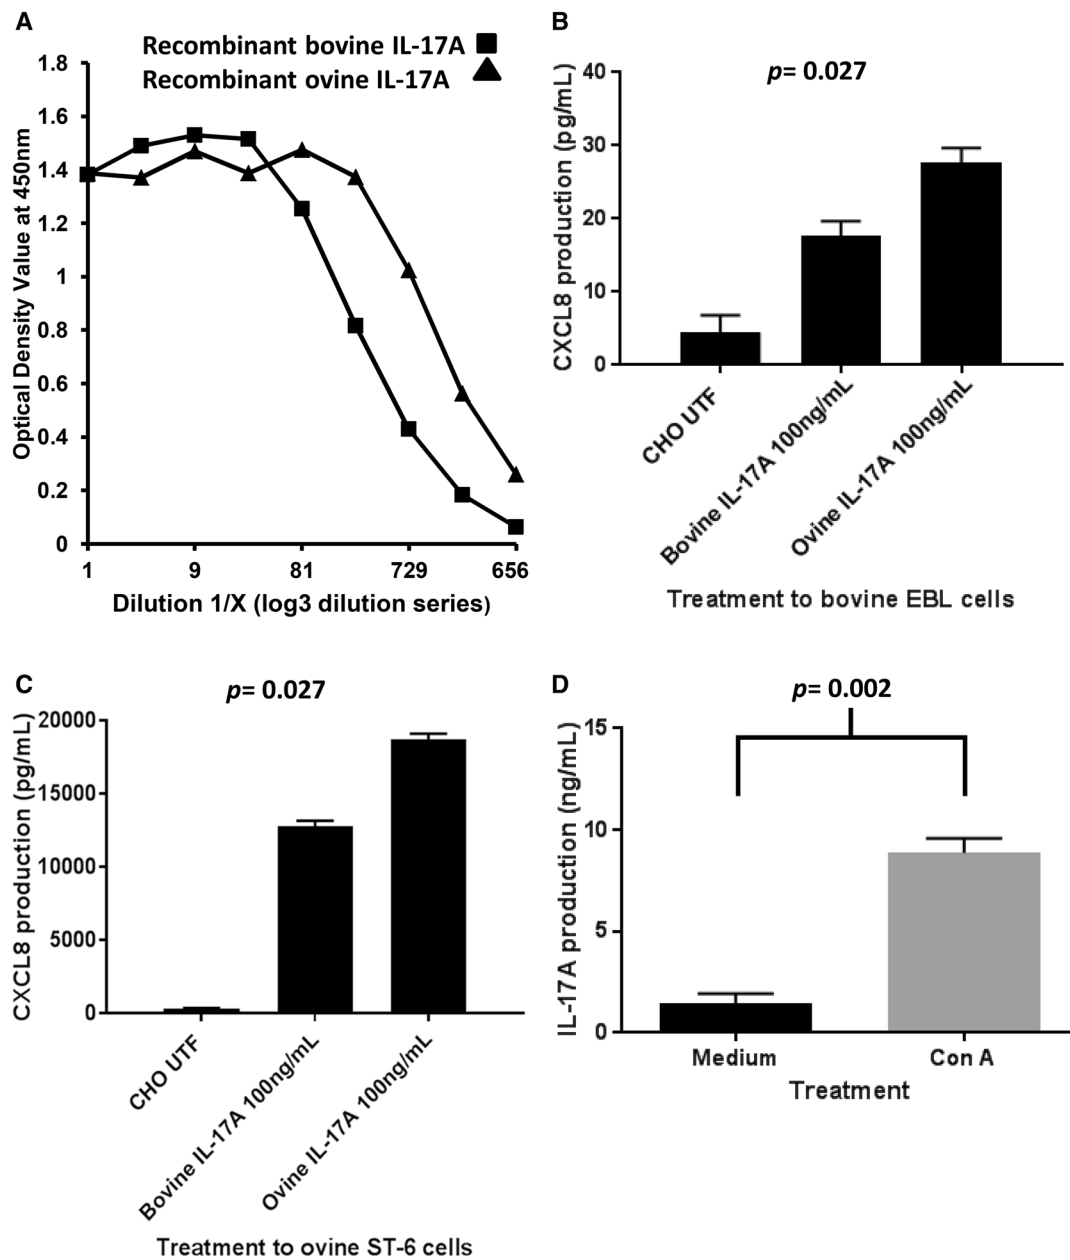 A
Recombinant bovine IL-17A
Recombinant ovine IL-17A
Optical Density Value at 450nm
1.8
1.6
1.4
1.2
1
0.8
0.6
0.4
0.2
0
1 9 81 729 656
Dilution 1/X (log3 dilution series)
B
p= 0.027
CXCL8 production (pg/mL)
40
30
20
10
0
CHO UTF
Bovine IL-17A 100ng/mL
Ovine IL-17A 100ng/mL
Treatment to bovine EBL cells
C
p= 0.027
CXCL8 production (pg/mL)
20000
15000
10000
5000
0
CHO UTF
Bovine IL-17A 100ng/mL
Ovine IL-17A 100ng/mL
Treatment to ovine ST-6 cells
D
p= 0.002
IL-17A production (ng/mL)
15
10
5
0
Medium Con A
Treatment